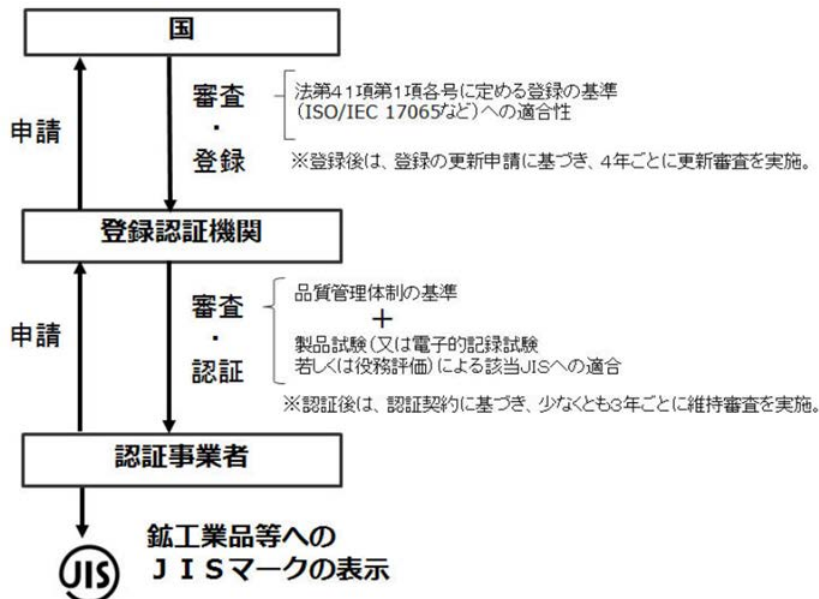 国
審査
・
登録
申請
法第41項第1項各号に定める登録の基準
（ISO/IEC 17065など）への適合性
※登録後は、登録の更新申請に基づき、4年ごとに更新審査を実施。
登録認証機関
審査
・
認証
申請
品質管理体制の基準
＋
製品試験（又は電子的記録試験
若しくは役務評価）による該当JISへの適合
※認証後は、認証契約に基づき、少なくとも3年ごとに維持審査を実施。
認証事業者
鉱工業品等への
ＪＩＳマークの表示
JIS